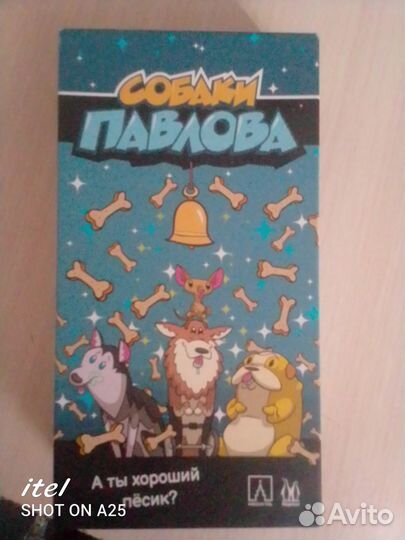 СОБАКИ
ПАВЛОВА
А ты хороший
пёсик?
itel
SHOT ON A25
Avito